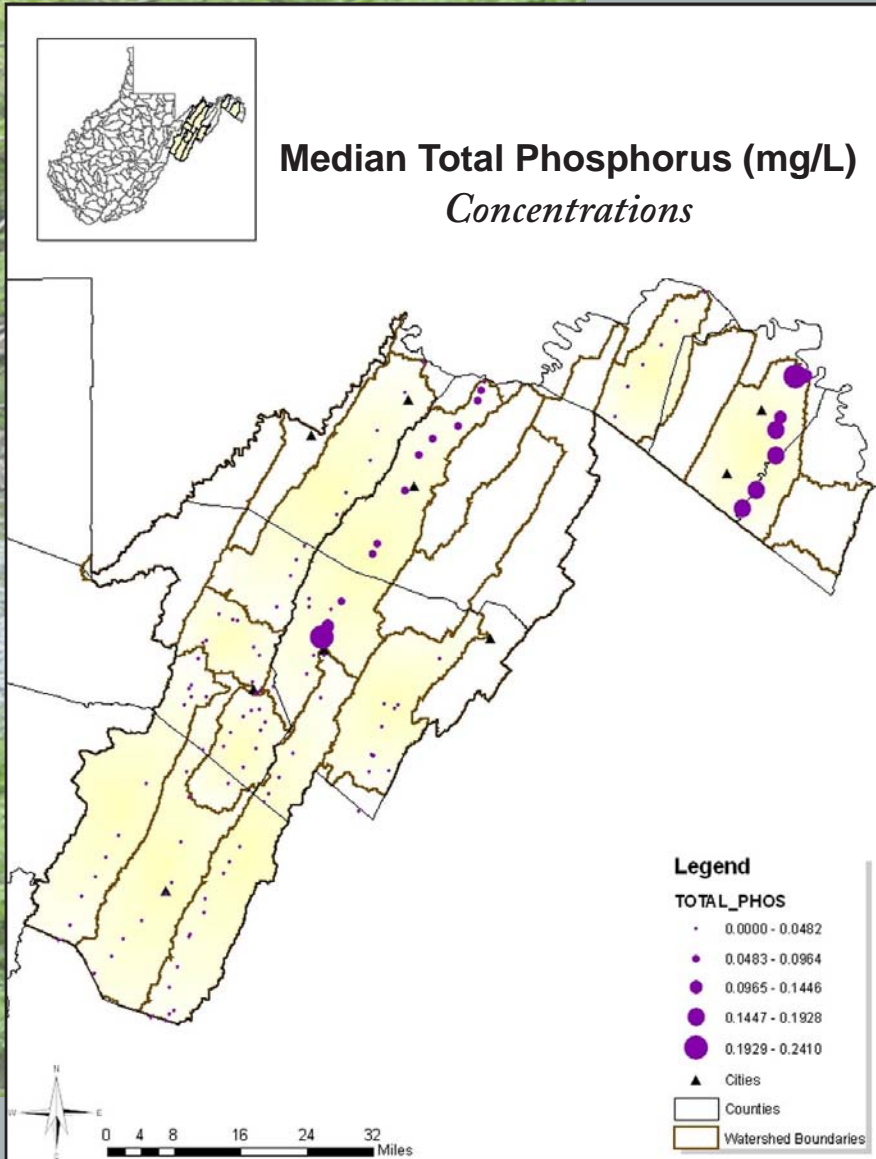 Median Total Phosphorus (mg/L)
Concentrations
Legend
TOTAL_PHOS
0.0000 - 0.0482
0.0483 - 0.0964
0.0965 - 0.1446
0.1447 - 0.1928
0.1929 - 0.2410
Cities
Counties
Watershed Boundaries
N
W E
S
0 4 8 16 24 32
Miles